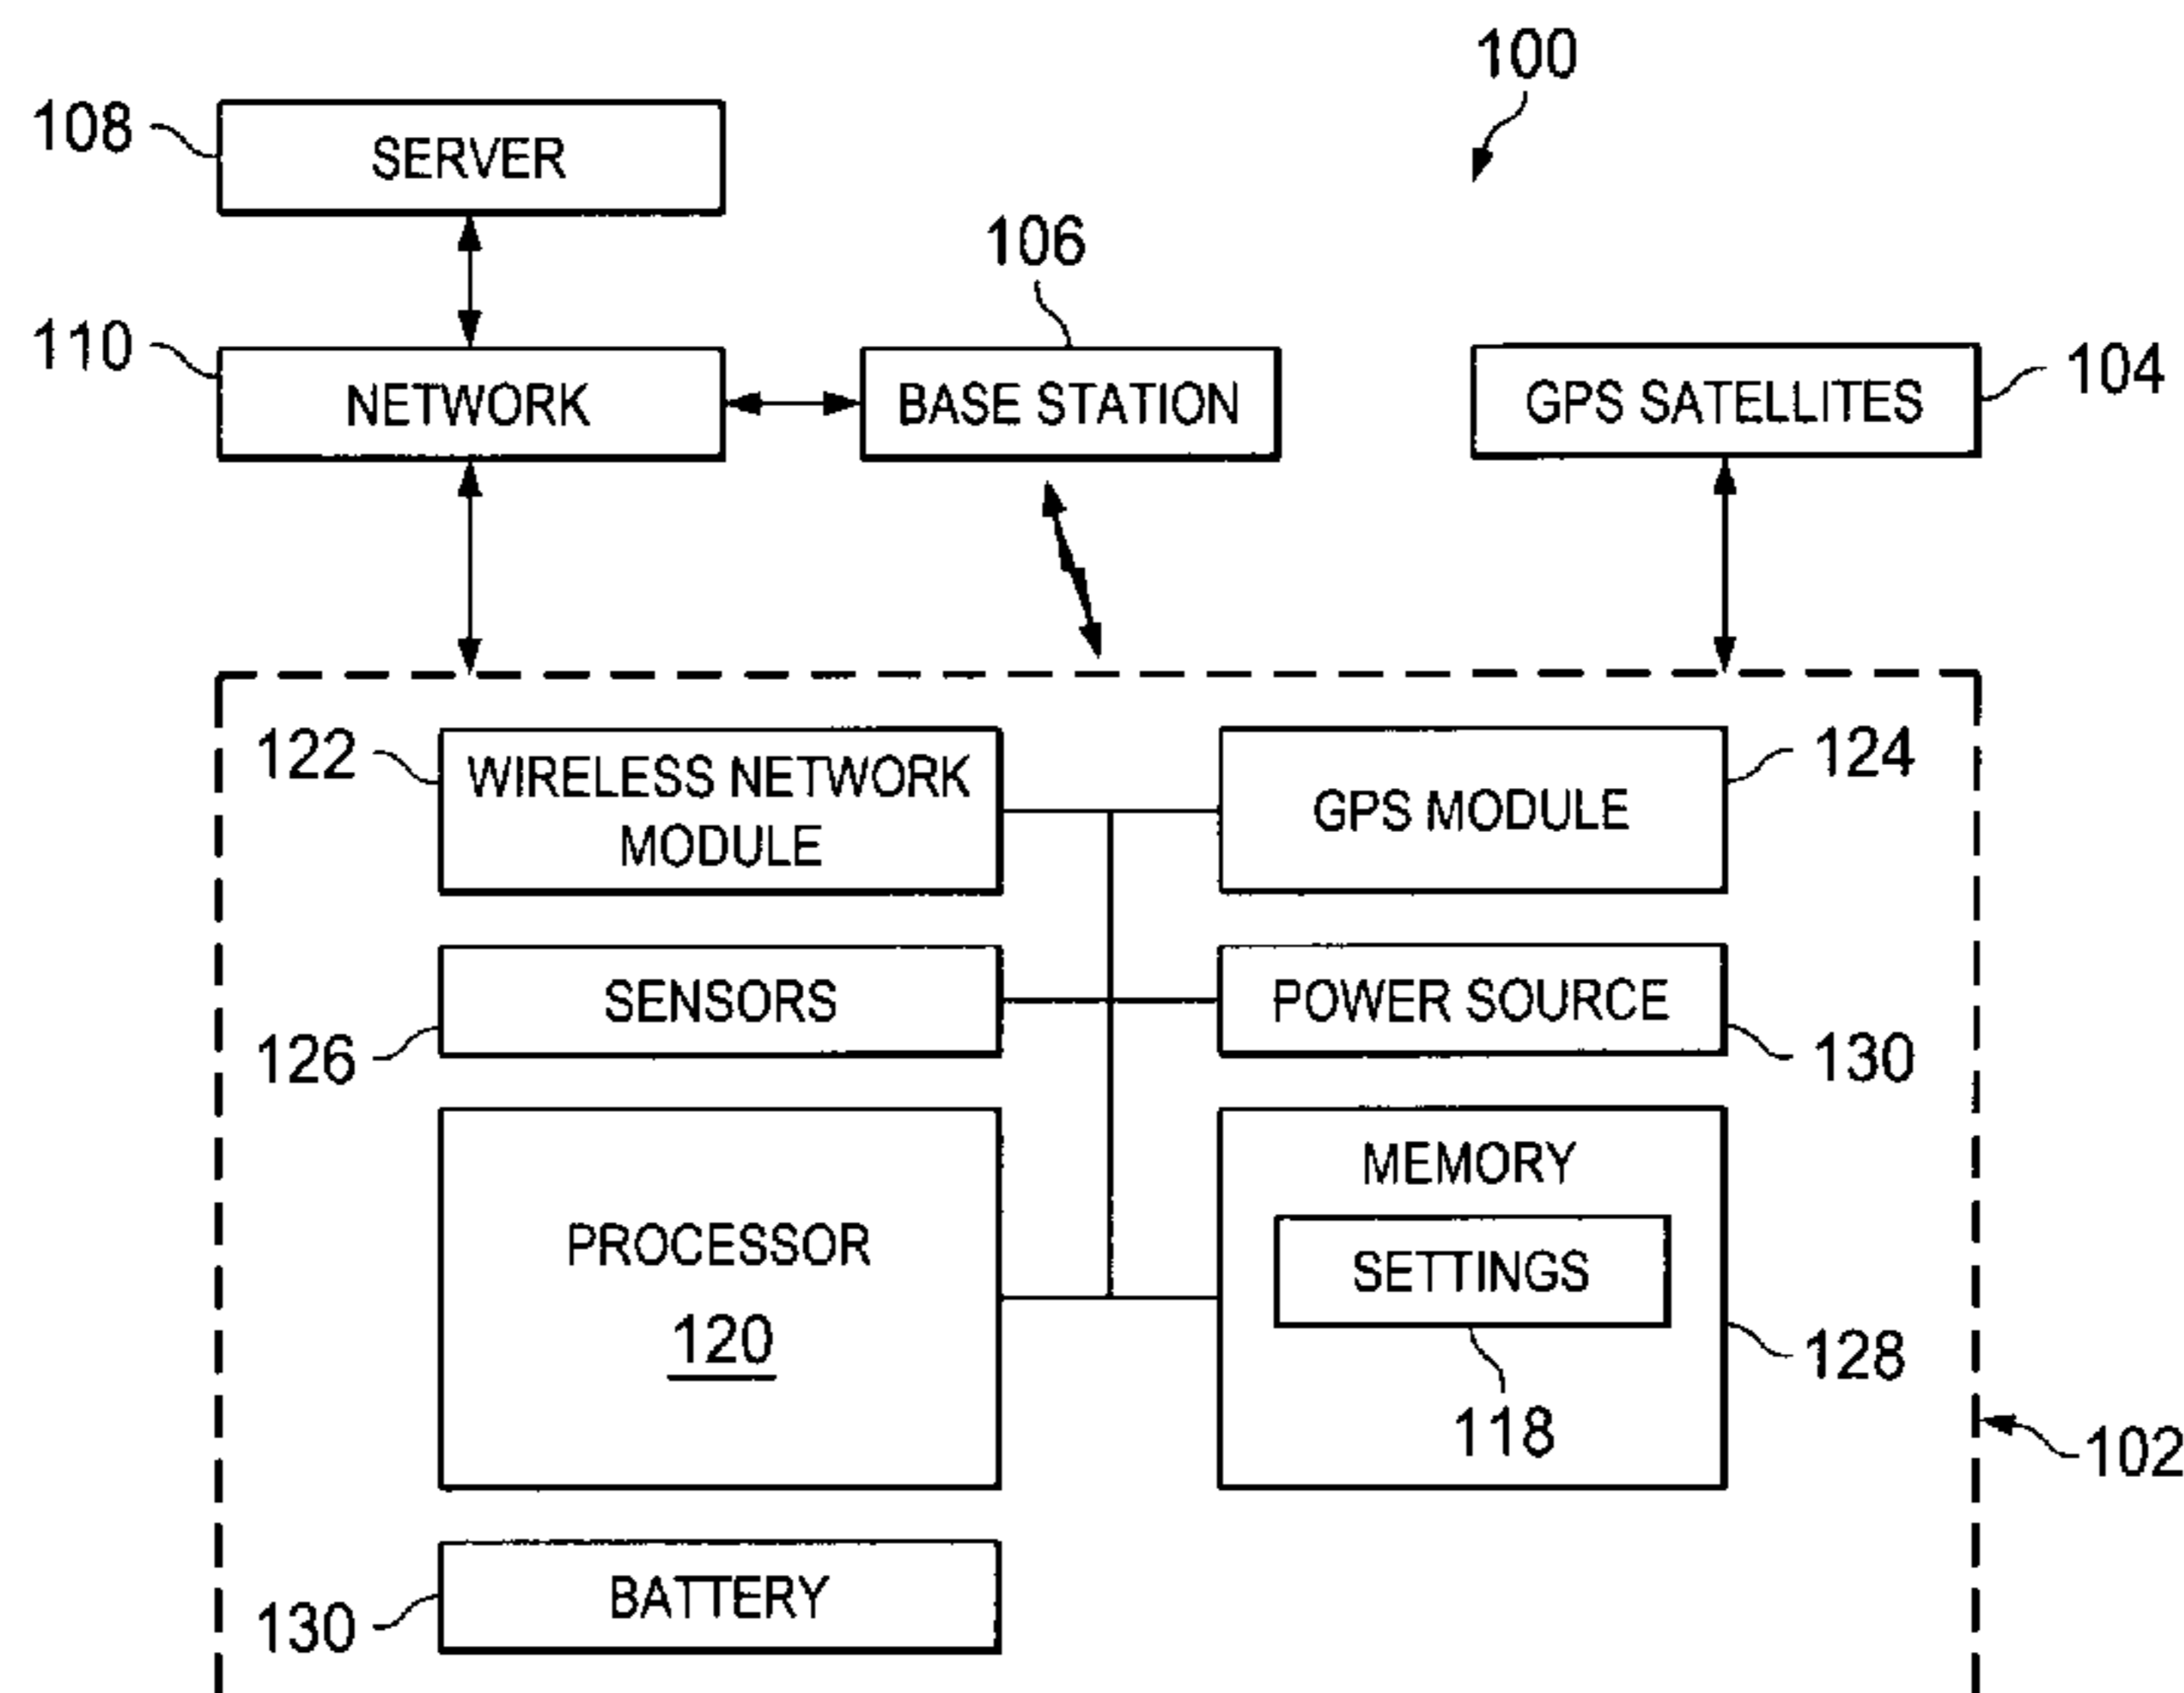 100
108
SERVER
106
110
NETWORK
BASE STATION
GPS SATELLITES
104
122
WIRELESS NETWORK
MODULE
GPS MODULE
124
SENSORS
126
POWER SOURCE
130
PROCESSOR
120
MEMORY
SETTINGS
118
128
102
BATTERY
130